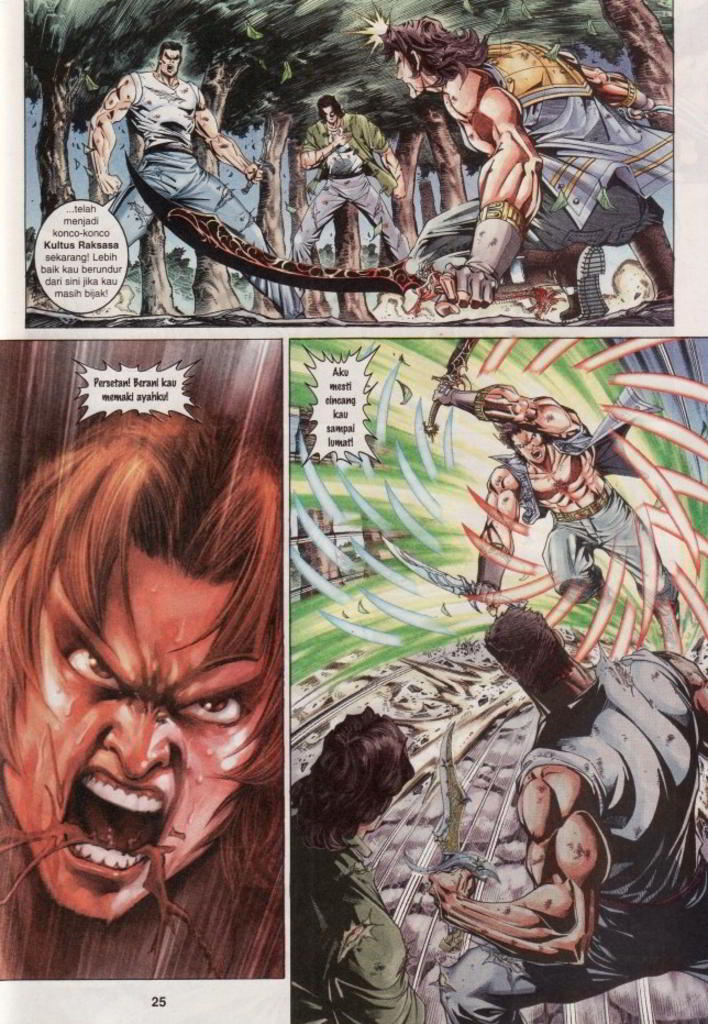 ...telah
menjadi
konco-konco
Kultus Raksasa
sekarang! Lebih
baik kau berundur
dari sini jika kau
masih bijak!
Persetan! Berani kau
memaki ayahku!
Aku
mesti
cincang
kau
sampai
lumat!
25